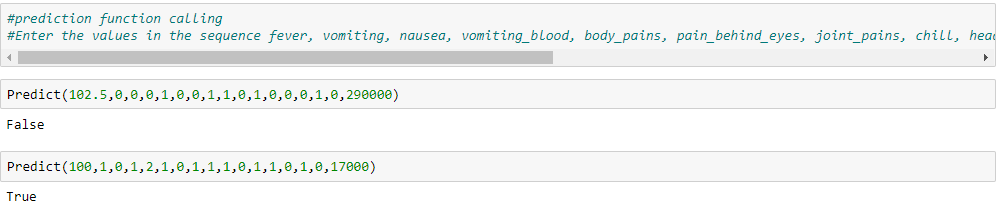 #prediction function calling
#Enter the values in the sequence fever, vomiting, nausea, vomiting_blood, body_pains, pain_behind_eyes, joint_pains, chill,
Predict(102.5,0,0,0,1,0,0,1,1,0,1,0,0,0,1,0,290000)
False
Predict(100,1,0,1,2,1,0,1,1,1,0,1,1,0,1,0,17000)
True